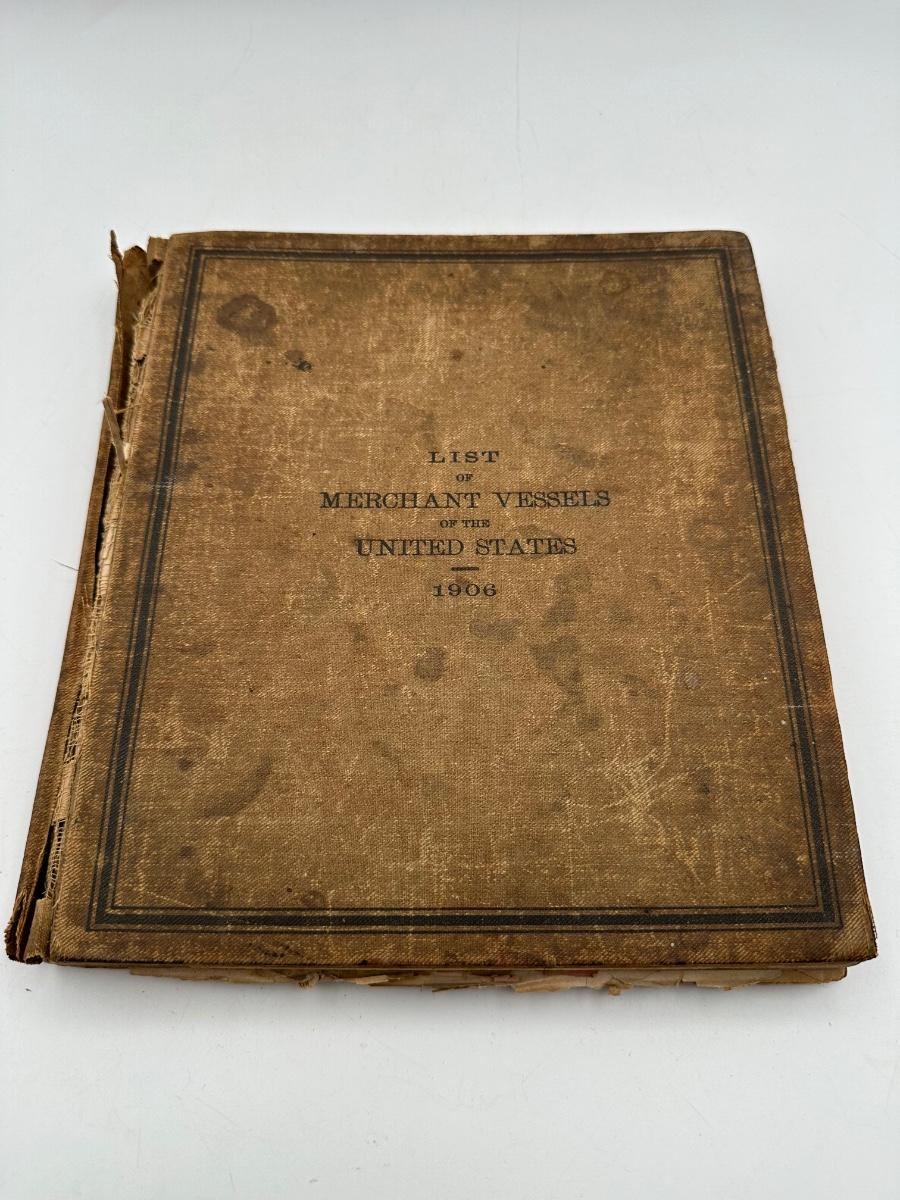 LIST
OF
MERCHANT VESSELS
OF THE
UNITED STATES
1906